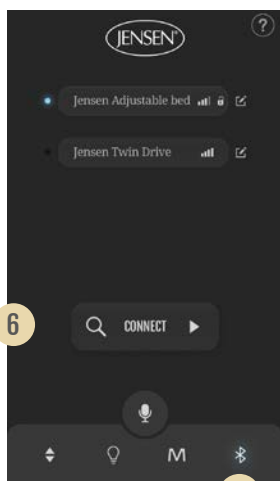 JENSEN
?
Jensen Adjustable bed
Jensen Twin Drive
6
CONNECT
M